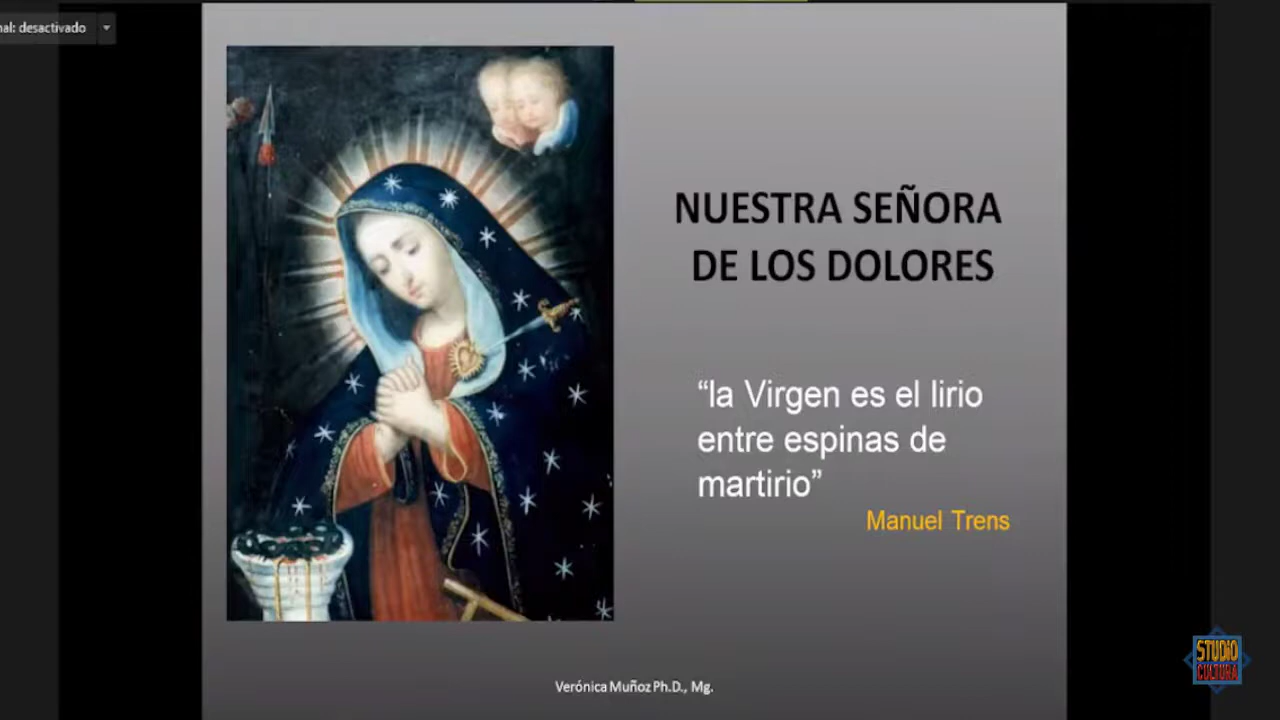 nal: desactivado
NUESTRA SEÑORA
DE LOS DOLORES
“la Virgen es el lirio
entre espinas de
martirio”
Manuel Trens
Verónica Muñoz Ph.D., Mg.
STUDIO
CULTURA